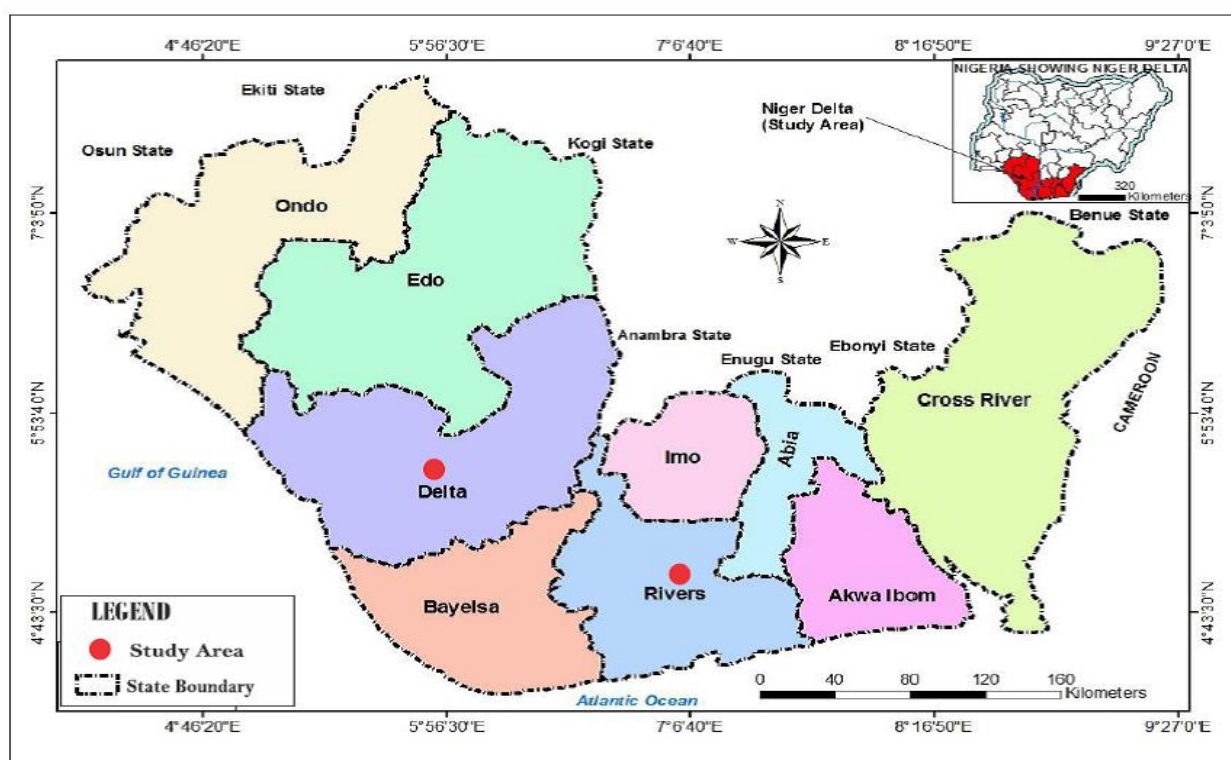 4°46'20"E 5°56'30"E 7°6'40"E 8°16'50"E 9°27'0"E
NIGERIA SHOWING NIGER DELTA
Ekiti State
Niger Delta
(Study Area)
Osun State
Kogi State
320
Kilometers
7°3'50"N
Ondo
N
W E
S
Benue State
7°3'50"N
Edo
Anambra State
Enugu State
Ebonyi State
CAMEROON
5°53'40"N
Cross River
5°53'40"N
Gulf of Guinea
Imo
Abia
Delta
Bayelsa
Rivers
Akwa Ibom
4°43'30"N
4°43'30"N
LEGEND
Study Area
State Boundary
Atlantic Ocean
0 40 80 120 160
Kilometers
4°46'20"E 5°56'30"E 7°6'40"E 8°16'50"E 9°27'0"E